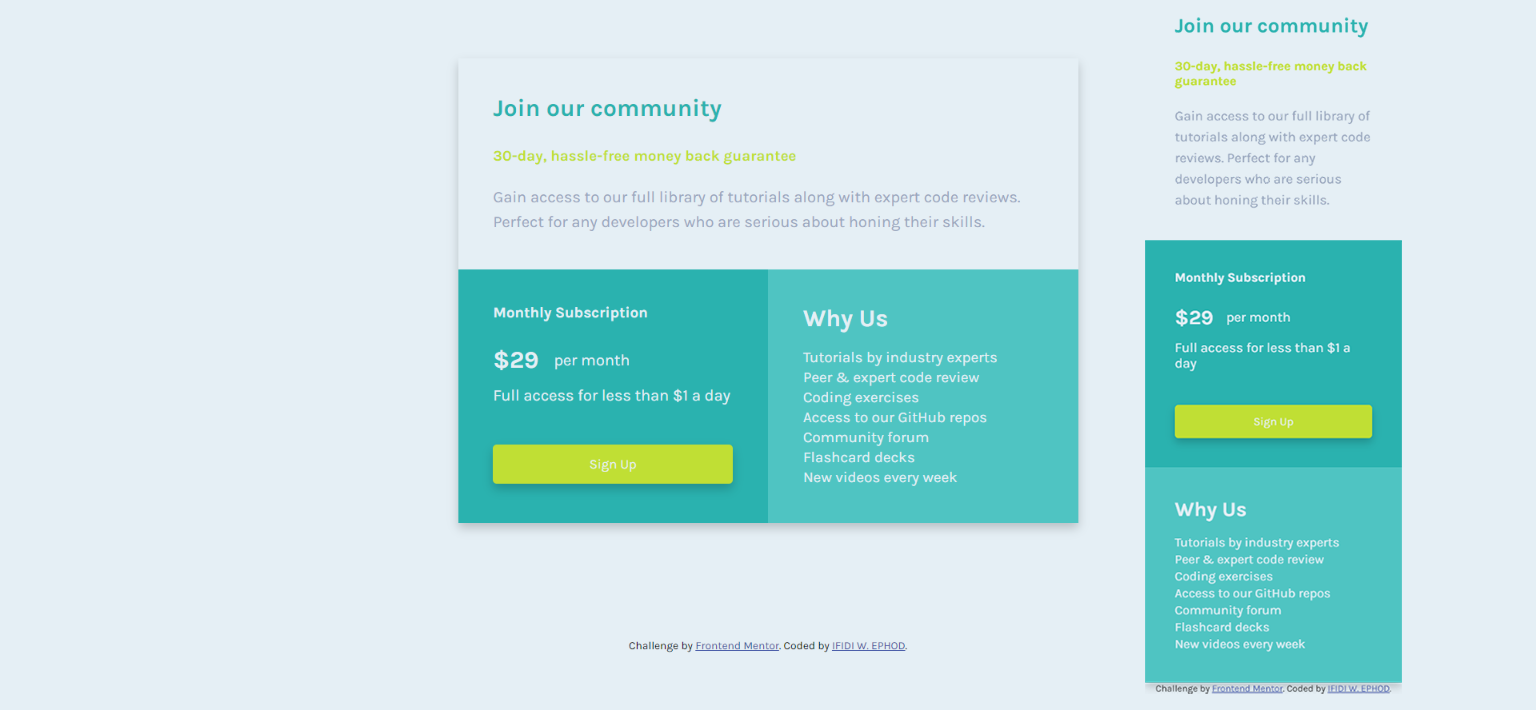 Join our community
30-day, hassle-free money back guarantee
Gain access to our full library of tutorials along with expert code reviews.
Perfect for any developers who are serious about honing their skills.
Monthly Subscription
$29 per month
Full access for less than $1 a day
Sign Up
Why Us
Tutorials by industry experts
Peer & expert code review
Coding exercises
Access to our GitHub repos
Community forum
Flashcard decks
New videos every week
Challenge by Frontend Mentor. Coded by IFIDI W. EPHOD.
Join our community
30-day, hassle-free money back
guarantee
Gain access to our full library of
tutorials along with expert code
reviews. Perfect for any
developers who are serious
about honing their skills.
Monthly Subscription
$29 per month
Full access for less than $1 a
day
Sign Up
Why Us
Tutorials by industry experts
Peer & expert code review
Coding exercises
Access to our GitHub repos
Community forum
Flashcard decks
New videos every week
Challenge by Frontend Mentor. Coded by IFIDI W. EPHOD.